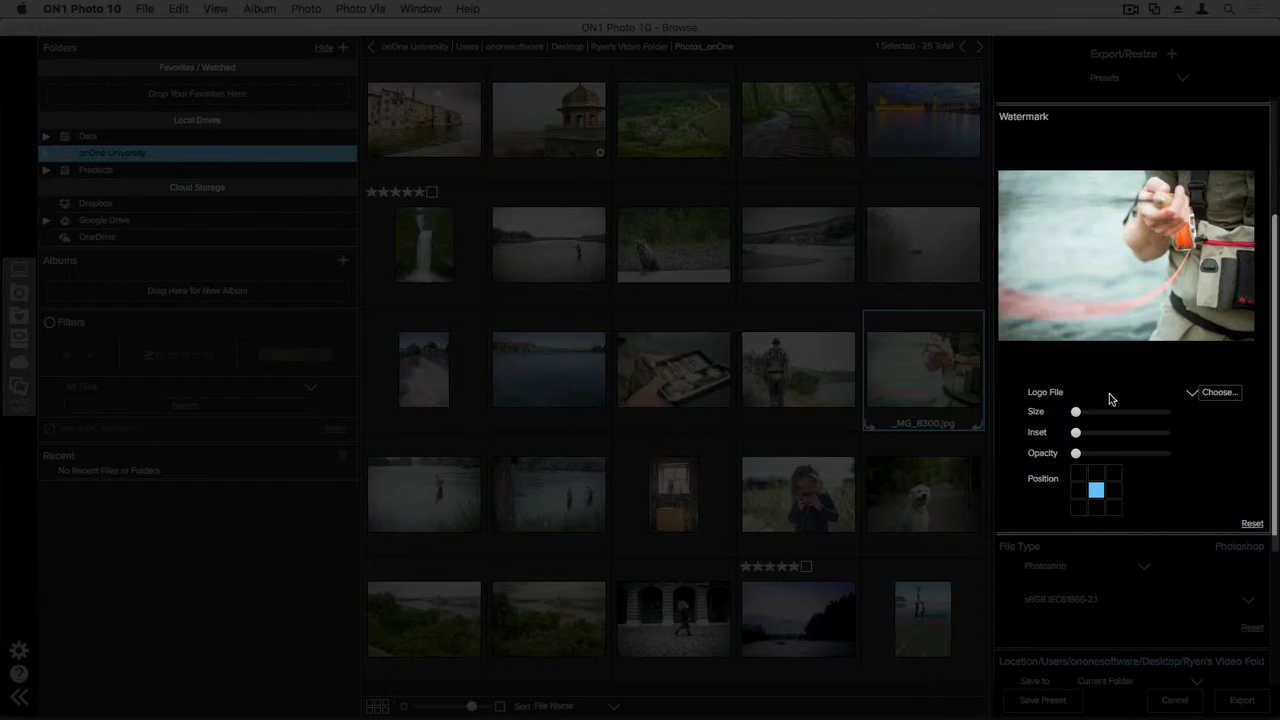 ON1 Photo 10 File Edit View Album Photo Photo Via Window Help
ON1 Photo 10 - Browse
Folders
Hide
Favorites / Watched
Drop Your Favorites Here
Local Drives
Data
onOne University
Products
Cloud Storage
Dropbox
Google Drive
OneDrive
Albums
Drag Here for New Album
Filters
All Time
Search
Recent
No Recent Files or Folders
onOne University Users ononesoftware Desktop Ryan's Video Folder Photos_onOne
1 Selected - 25 Total
_MG_8300.jpg
Sort File Name
Export/Resize
Presets
Watermark
Logo File
Choose...
Size
Inset
Opacity
Position
Reset
File Type Photoshop
Photoshop
sRGB IEC61966-2.1
Reset
Location/Users/ononesoftware/Desktop/Ryan's Video Fold
Save to Current Folder
Save Preset Cancel Export